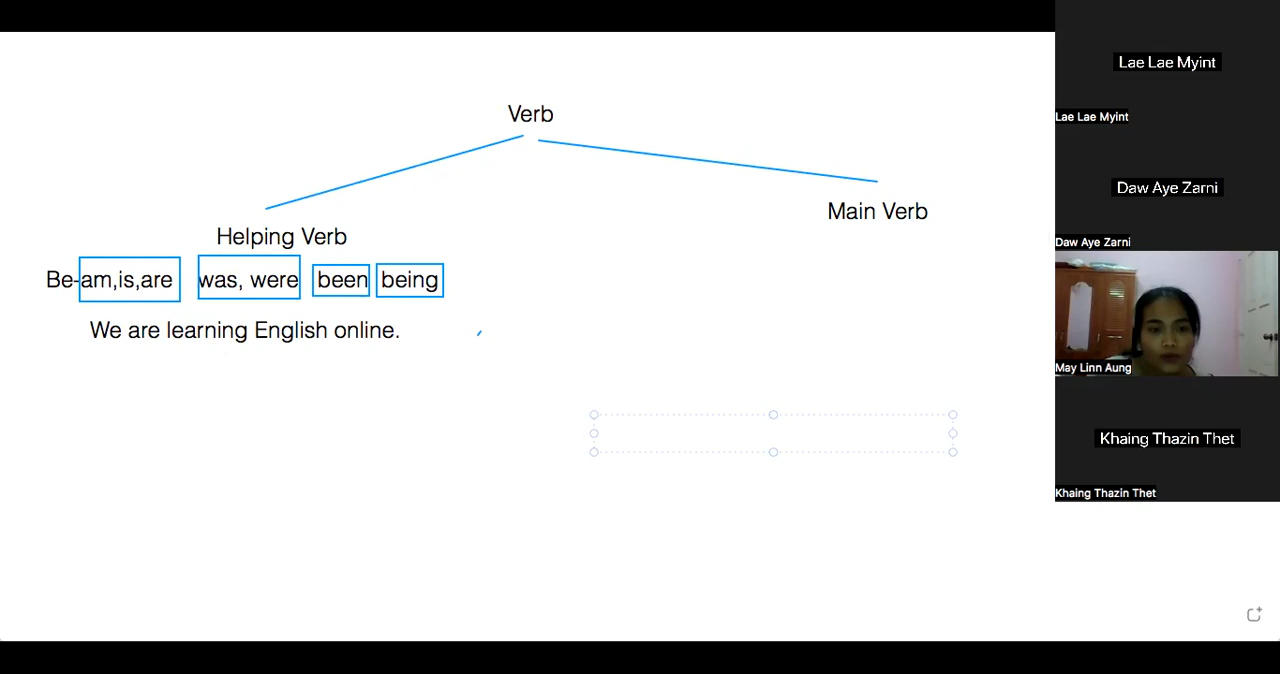 Verb
Helping Verb
Main Verb
Be-am,is,are was, were been being
We are learning English online.
Lae Lae Myint
Lae Lae Myint
Daw Aye Zarni
Daw Aye Zarni
May Linn Aung
Khaing Thazin Thet
Khaing Thazin Thet